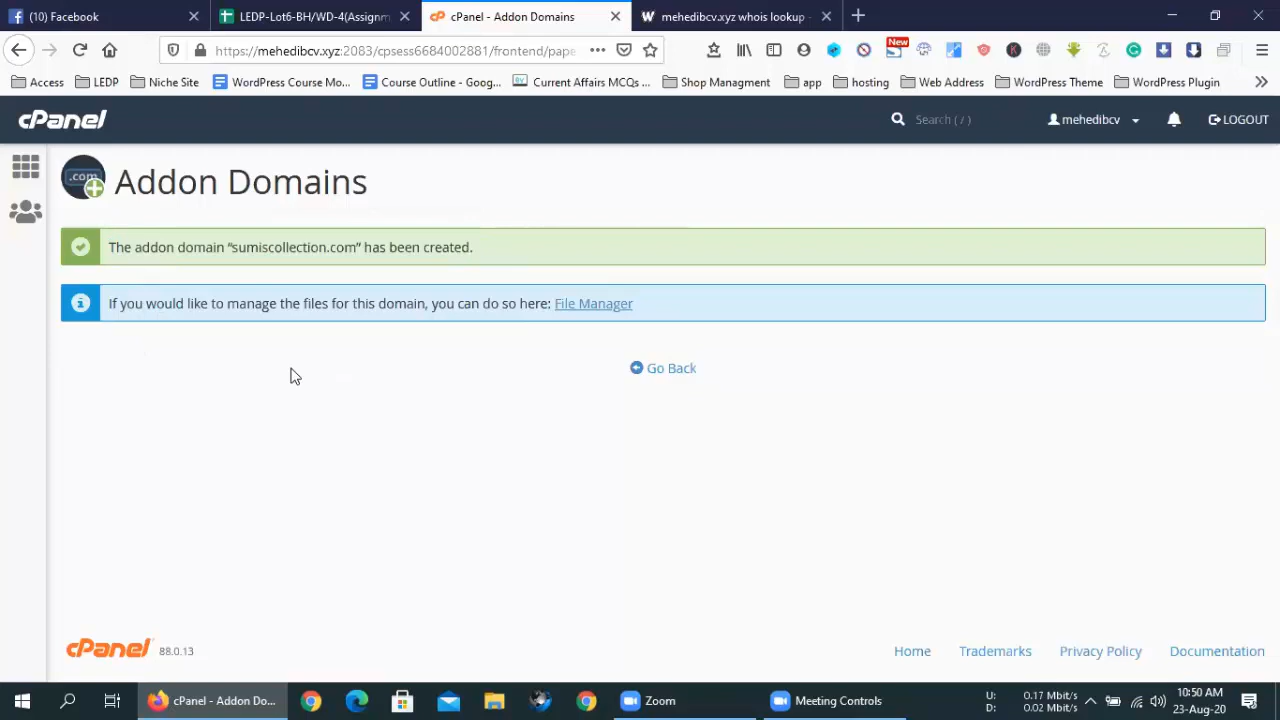 (10) Facebook
LEDP-Lot6-BH/WD-4(Assignm
cPanel - Addon Domains
mehedibcv.xyz whois lookup -
https://mehedibcv.xyz:2083/cpsess6684002881/frontend/pape
New
Access
LEDP
Niche Site
WordPress Course Mo...
Course Outline - Goog...
Current Affairs MCQs ...
Shop Managment
app
hosting
Web Address
WordPress Theme
WordPress Plugin
cPanel
Search ( / )
mehedibcv
LOGOUT
.com
Addon Domains
The addon domain “sumiscollection.com” has been created.
If you would like to manage the files for this domain, you can do so here: File Manager
Go Back
cPanel 88.0.13
Home
Trademarks
Privacy Policy
Documentation
cPanel - Addon Do...
Zoom
Meeting Controls
U: 0.17 Mbit/s
D: 0.02 Mbit/s
10:50 AM
23-Aug-20